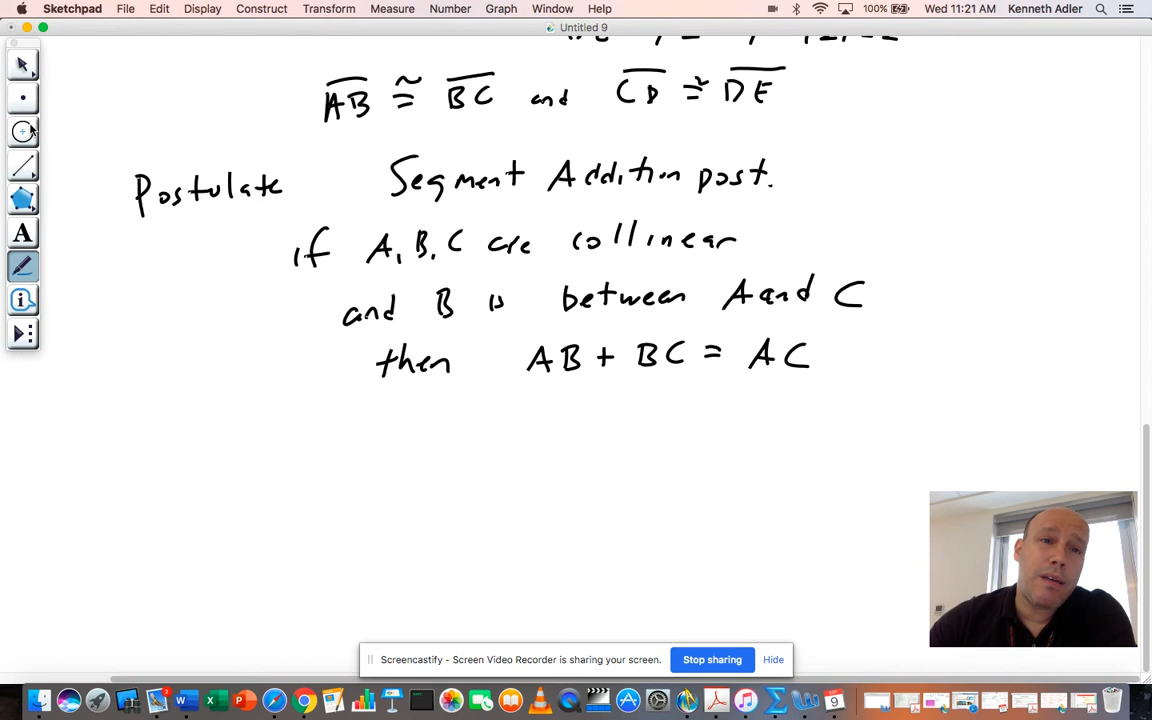 Sketchpad File Edit Display Construct Transform Measure Number Graph Window Help 100% Wed 11:21 AM Kenneth Adler
Untitled 9
AB ≅ BC and CD ≅ DE
Postulate Segment Addition post.
if A, B, C are collinear
and B is between A and C
then AB + BC = AC
A
Screencastify - Screen Video Recorder is sharing your screen. Stop sharing Hide